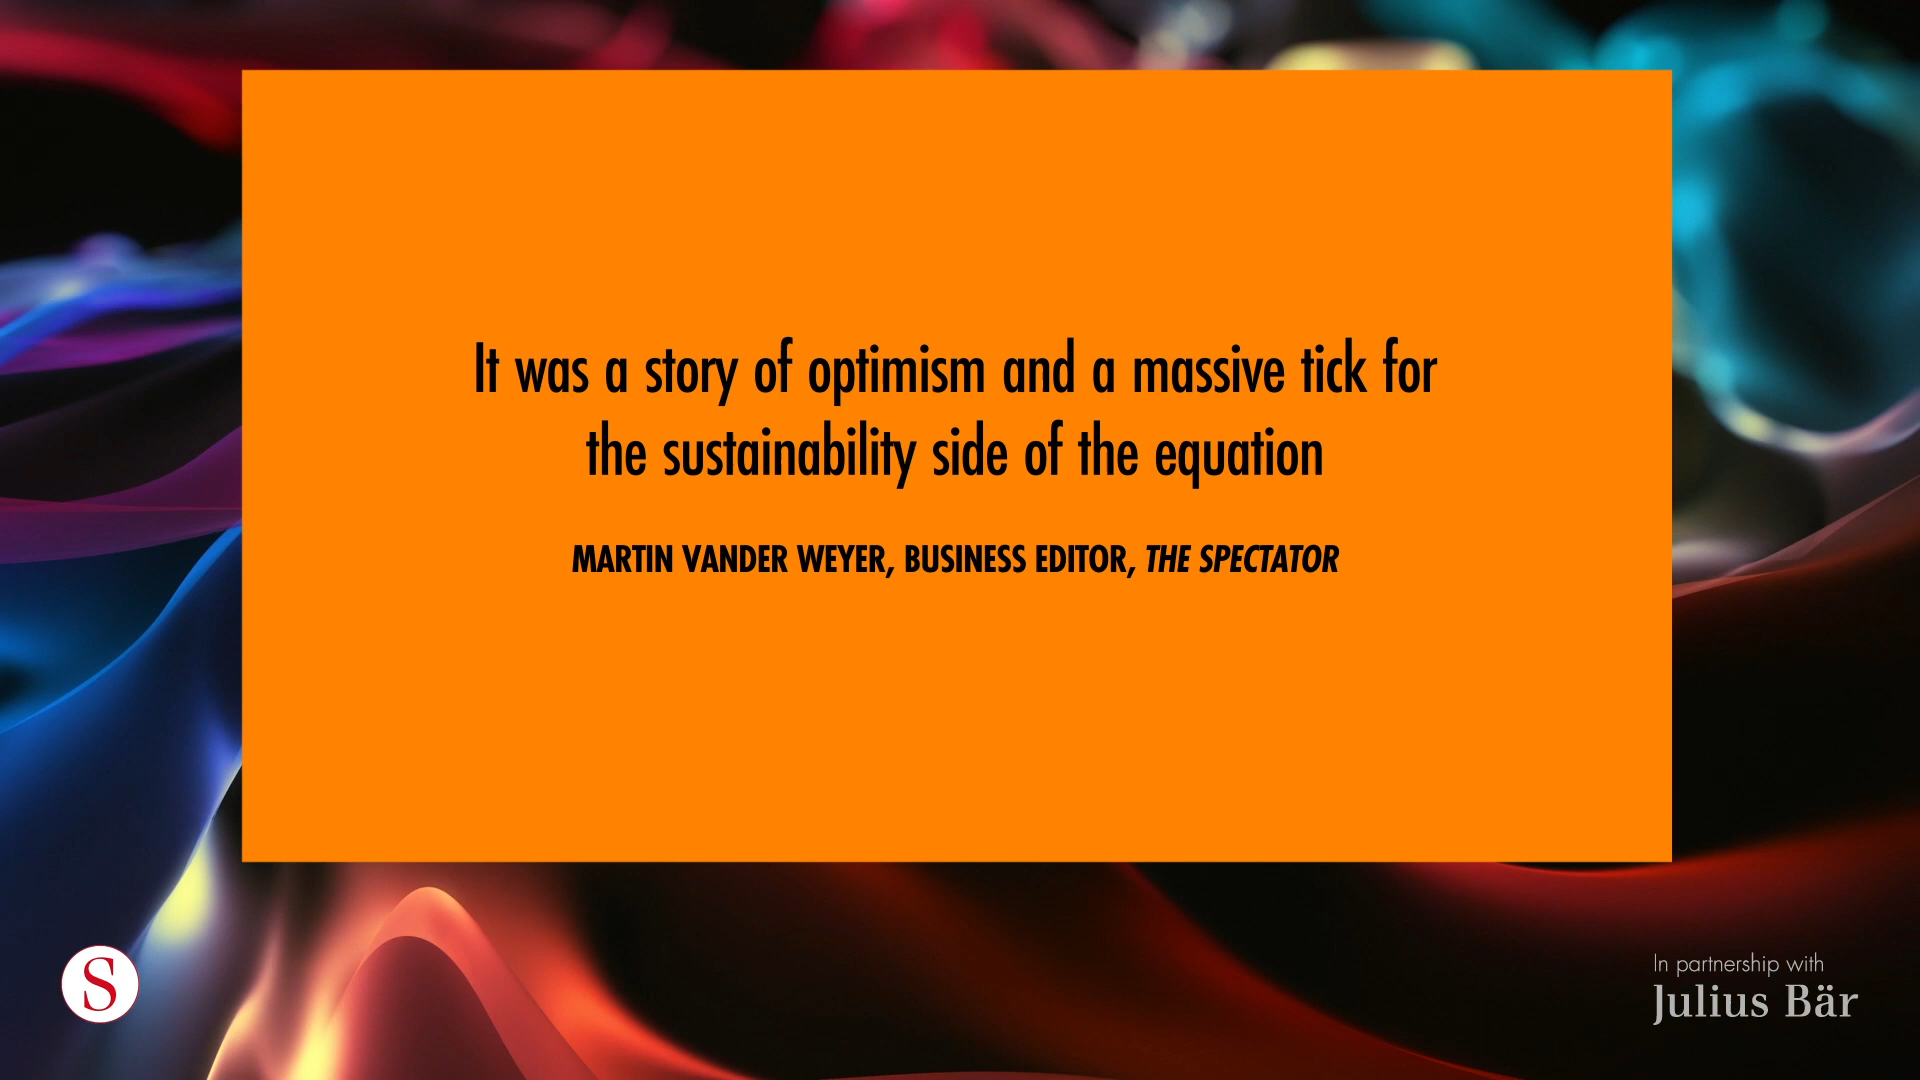 It was a story of optimism and a massive tick for
the sustainability side of the equation
MARTIN VANDER WEYER, BUSINESS EDITOR, THE SPECTATOR
S
In partnership with
Julius Bär